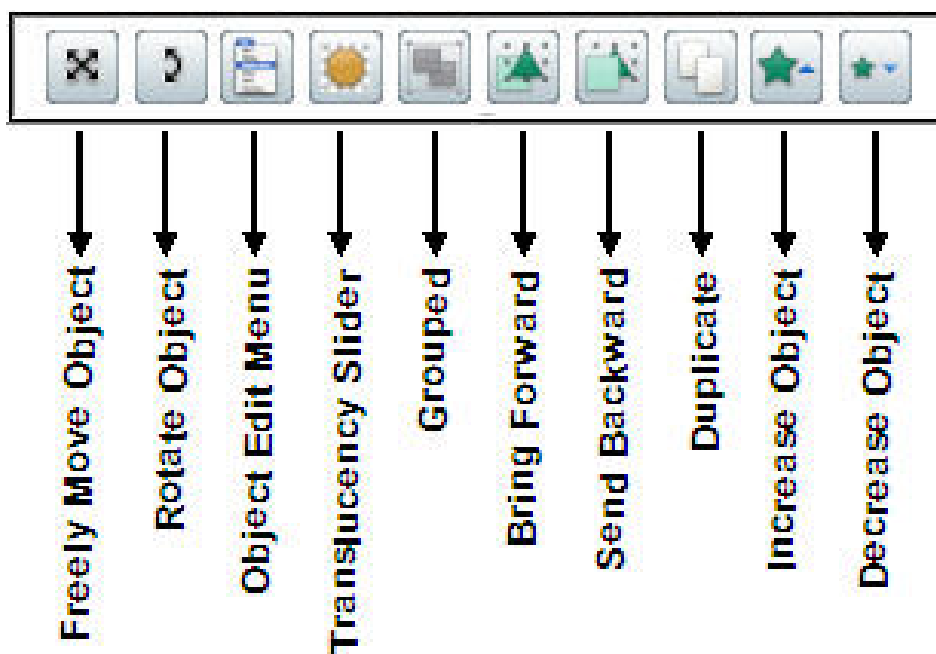 Freely Move Object
Rotate Object
Object Edit Menu
Translucency Slider
Grouped
Bring Forward
Send Backward
Duplicate
Increase Object
Decrease Object